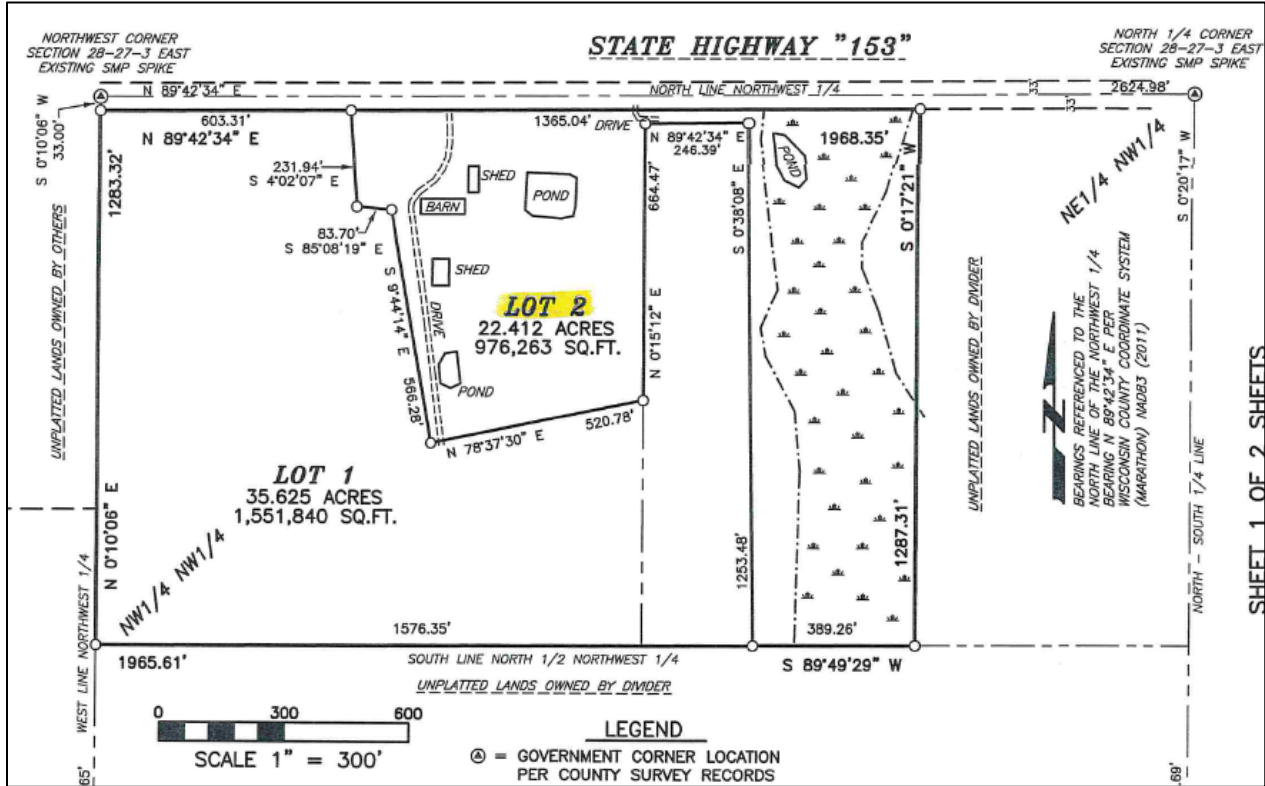 NORTHWEST CORNER
SECTION 28-27-3 EAST
EXISTING SMP SPIKE
STATE HIGHWAY "153"
NORTH 1/4 CORNER
SECTION 28-27-3 EAST
EXISTING SMP SPIKE
N 89°42'34" E
NORTH LINE NORTHWEST 1/4
33'
33'
2624.98'
S 0°10'06" W
33.00'
603.31'
N 89°42'34" E
1365.04'
DRIVE
N 89°42'34" E
246.39'
1968.35'
1283.32'
231.94'
S 4°02'07" E
SHED
BARN
POND
664.47'
S 0°38'08" E
POND
S 0°17'21" W
NE1/4 NW1/4
S 0°20'17" W
83.70'
S 85°08'19" E
UNPLATTED LANDS OWNED BY OTHERS
S 9°44'14" E
SHED
DRIVE
LOT 2
22.412 ACRES
976,263 SQ.FT.
N 0°15'12" E
POND
566.28'
N 78°37'30" E
520.78'
UNPLATTED LANDS OWNED BY DIVIDER
BEARINGS REFERENCED TO THE
NORTH LINE OF THE NORTHWEST 1/4
BEARING N 89°42'34" E PER
WISCONSIN COUNTY COORDINATE SYSTEM
(MARATHON) NAD83 (2011)
N
LOT 1
35.625 ACRES
1,551,840 SQ.FT.
N 0°10'06" E
NW1/4 NW1/4
1253.48'
1287.31'
NORTH - SOUTH 1/4 LINE
SHEET 1 OF 2 SHEETS
WEST LINE NORTHWEST 1/4
1576.35'
389.26'
1965.61'
SOUTH LINE NORTH 1/2 NORTHWEST 1/4
S 89°49'29" W
UNPLATTED LANDS OWNED BY DIVIDER
0 300 600
SCALE 1" = 300'
LEGEND
= GOVERNMENT CORNER LOCATION
PER COUNTY SURVEY RECORDS
65'
.69'